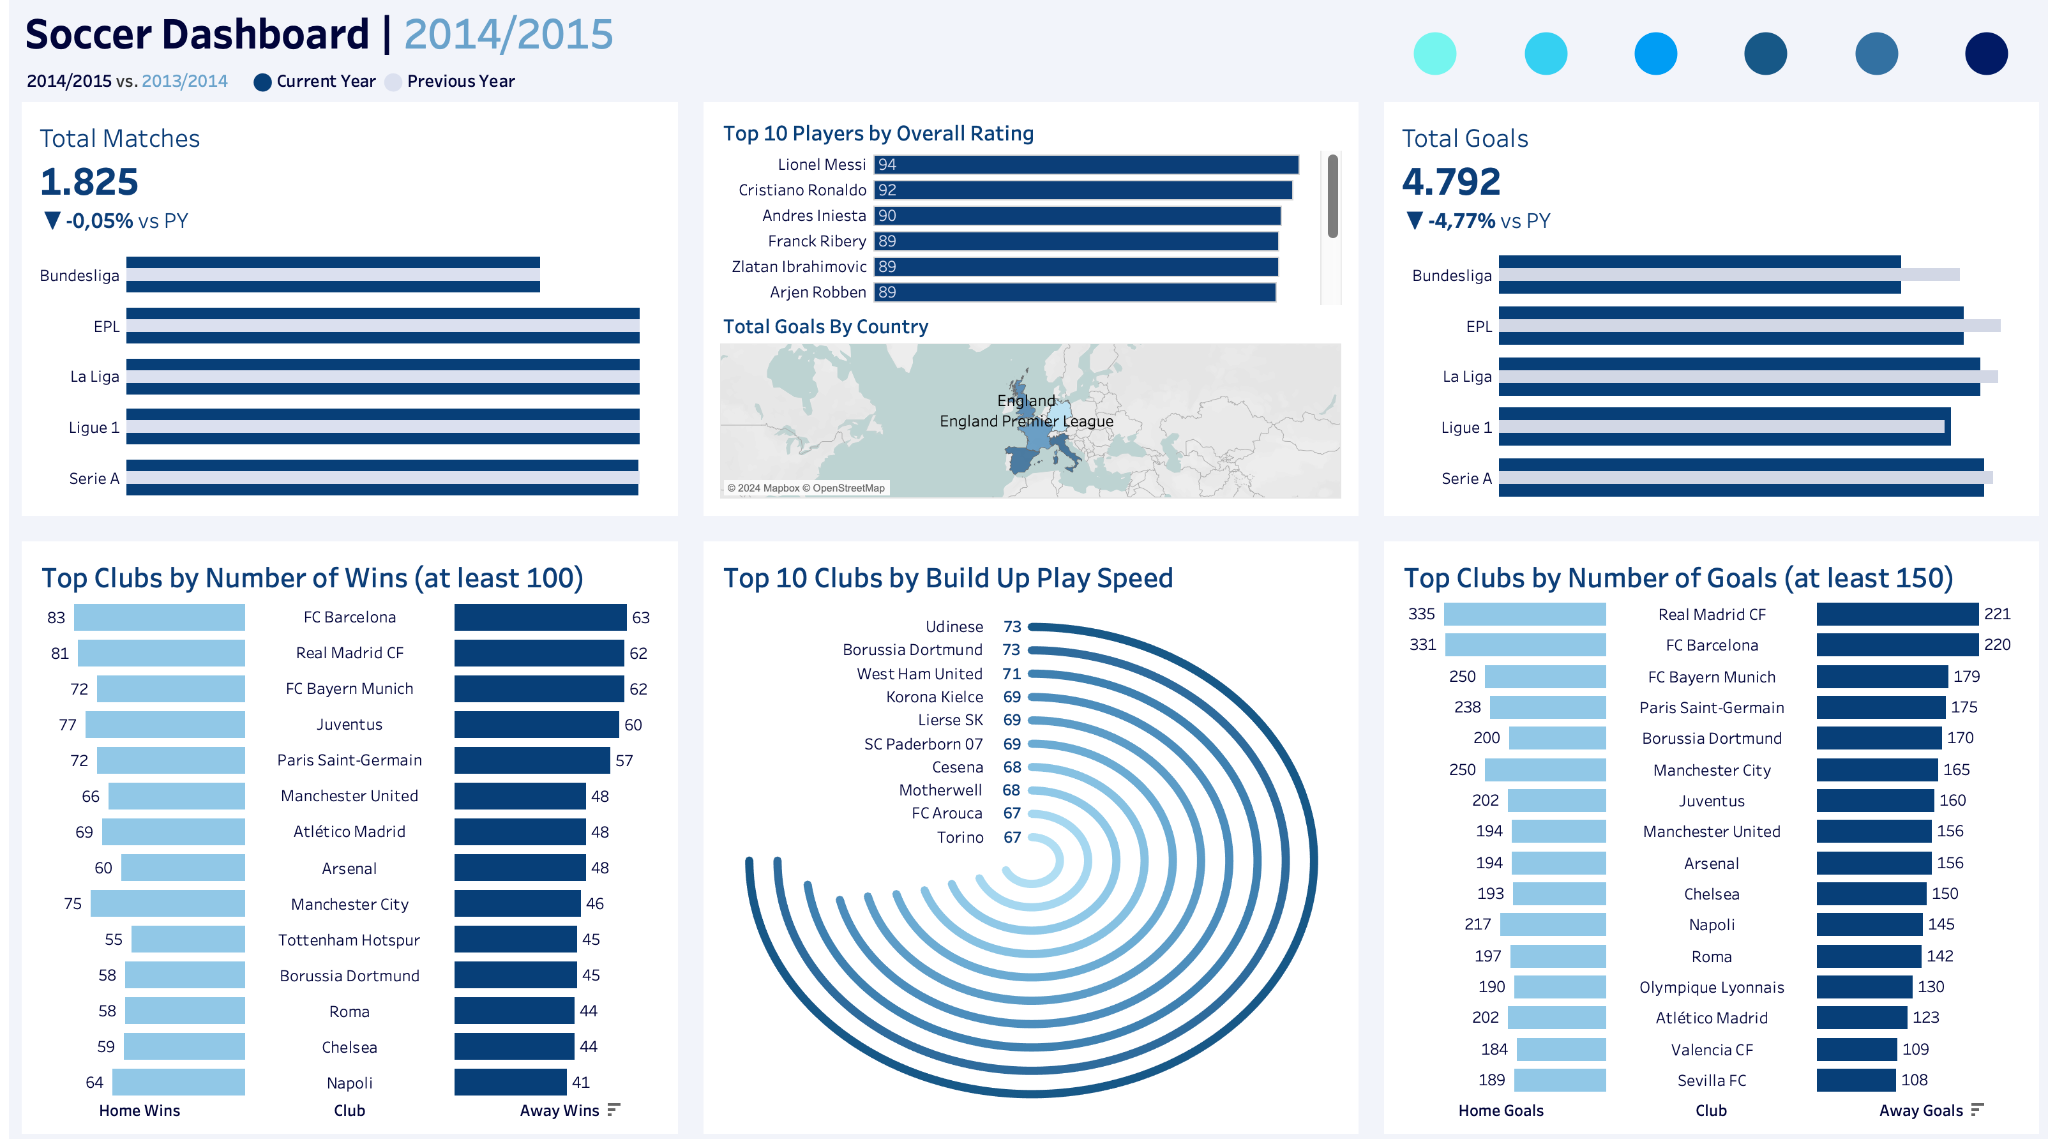 Soccer Dashboard | 2014/2015
2014/2015 vs. 2013/2014 Current Year Previous Year
Total Matches
1.825
▼ -0,05% vs PY
Bundesliga
EPL
La Liga
Ligue 1
Serie A
Top 10 Players by Overall Rating
Lionel Messi 94
Cristiano Ronaldo 92
Andres Iniesta 90
Franck Ribery 89
Zlatan Ibrahimovic 89
Arjen Robben 89
Total Goals By Country
England
England Premier League
© 2024 Mapbox © OpenStreetMap
Total Goals
4.792
▼ -4,77% vs PY
Bundesliga
EPL
La Liga
Ligue 1
Serie A
Top Clubs by Number of Wins (at least 100)
83 FC Barcelona 63
81 Real Madrid CF 62
72 FC Bayern Munich 62
77 Juventus 60
72 Paris Saint-Germain 57
66 Manchester United 48
69 Atlético Madrid 48
60 Arsenal 48
75 Manchester City 46
55 Tottenham Hotspur 45
58 Borussia Dortmund 45
58 Roma 44
59 Chelsea 44
64 Napoli 41
Home Wins Club Away Wins
Top 10 Clubs by Build Up Play Speed
Udinese 73
Borussia Dortmund 73
West Ham United 71
Korona Kielce 69
Lierse SK 69
SC Paderborn 07 69
Cesena 68
Motherwell 68
FC Arouca 67
Torino 67
Top Clubs by Number of Goals (at least 150)
335 Real Madrid CF 221
331 FC Barcelona 220
250 FC Bayern Munich 179
238 Paris Saint-Germain 175
200 Borussia Dortmund 170
250 Manchester City 165
202 Juventus 160
194 Manchester United 156
194 Arsenal 156
193 Chelsea 150
217 Napoli 145
197 Roma 142
190 Olympique Lyonnais 130
202 Atlético Madrid 123
184 Valencia CF 109
189 Sevilla FC 108
Home Goals Club Away Goals